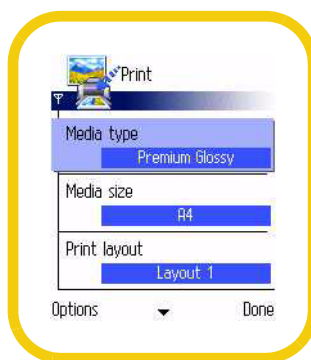 Print
Media type
Premium Glossy
Media size
A4
Print layout
Layout 1
Options
Done